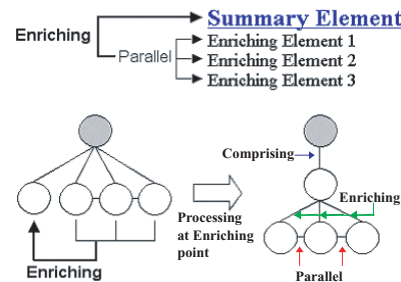 Summary Element
Enriching
Parallel
Enriching Element 1
Enriching Element 2
Enriching Element 3
Comprising
Enriching
Processing
at Enriching
point
Enriching
Parallel